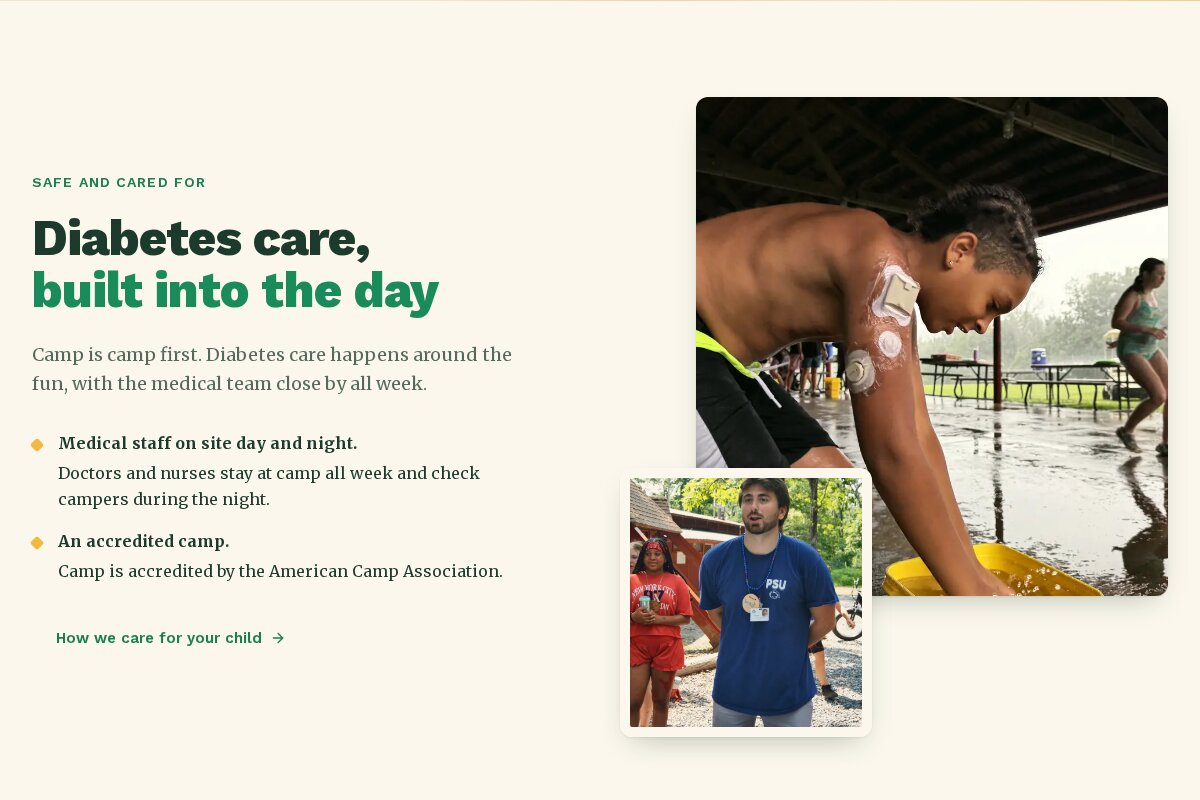 SAFE AND CARED FOR
Diabetes care,
built into the day
Camp is camp first. Diabetes care happens around the
fun, with the medical team close by all week.
Medical staff on site day and night.
Doctors and nurses stay at camp all week and check
campers during the night.
An accredited camp.
Camp is accredited by the American Camp Association.
How we care for your child →
PSU
NEW YORK CITY